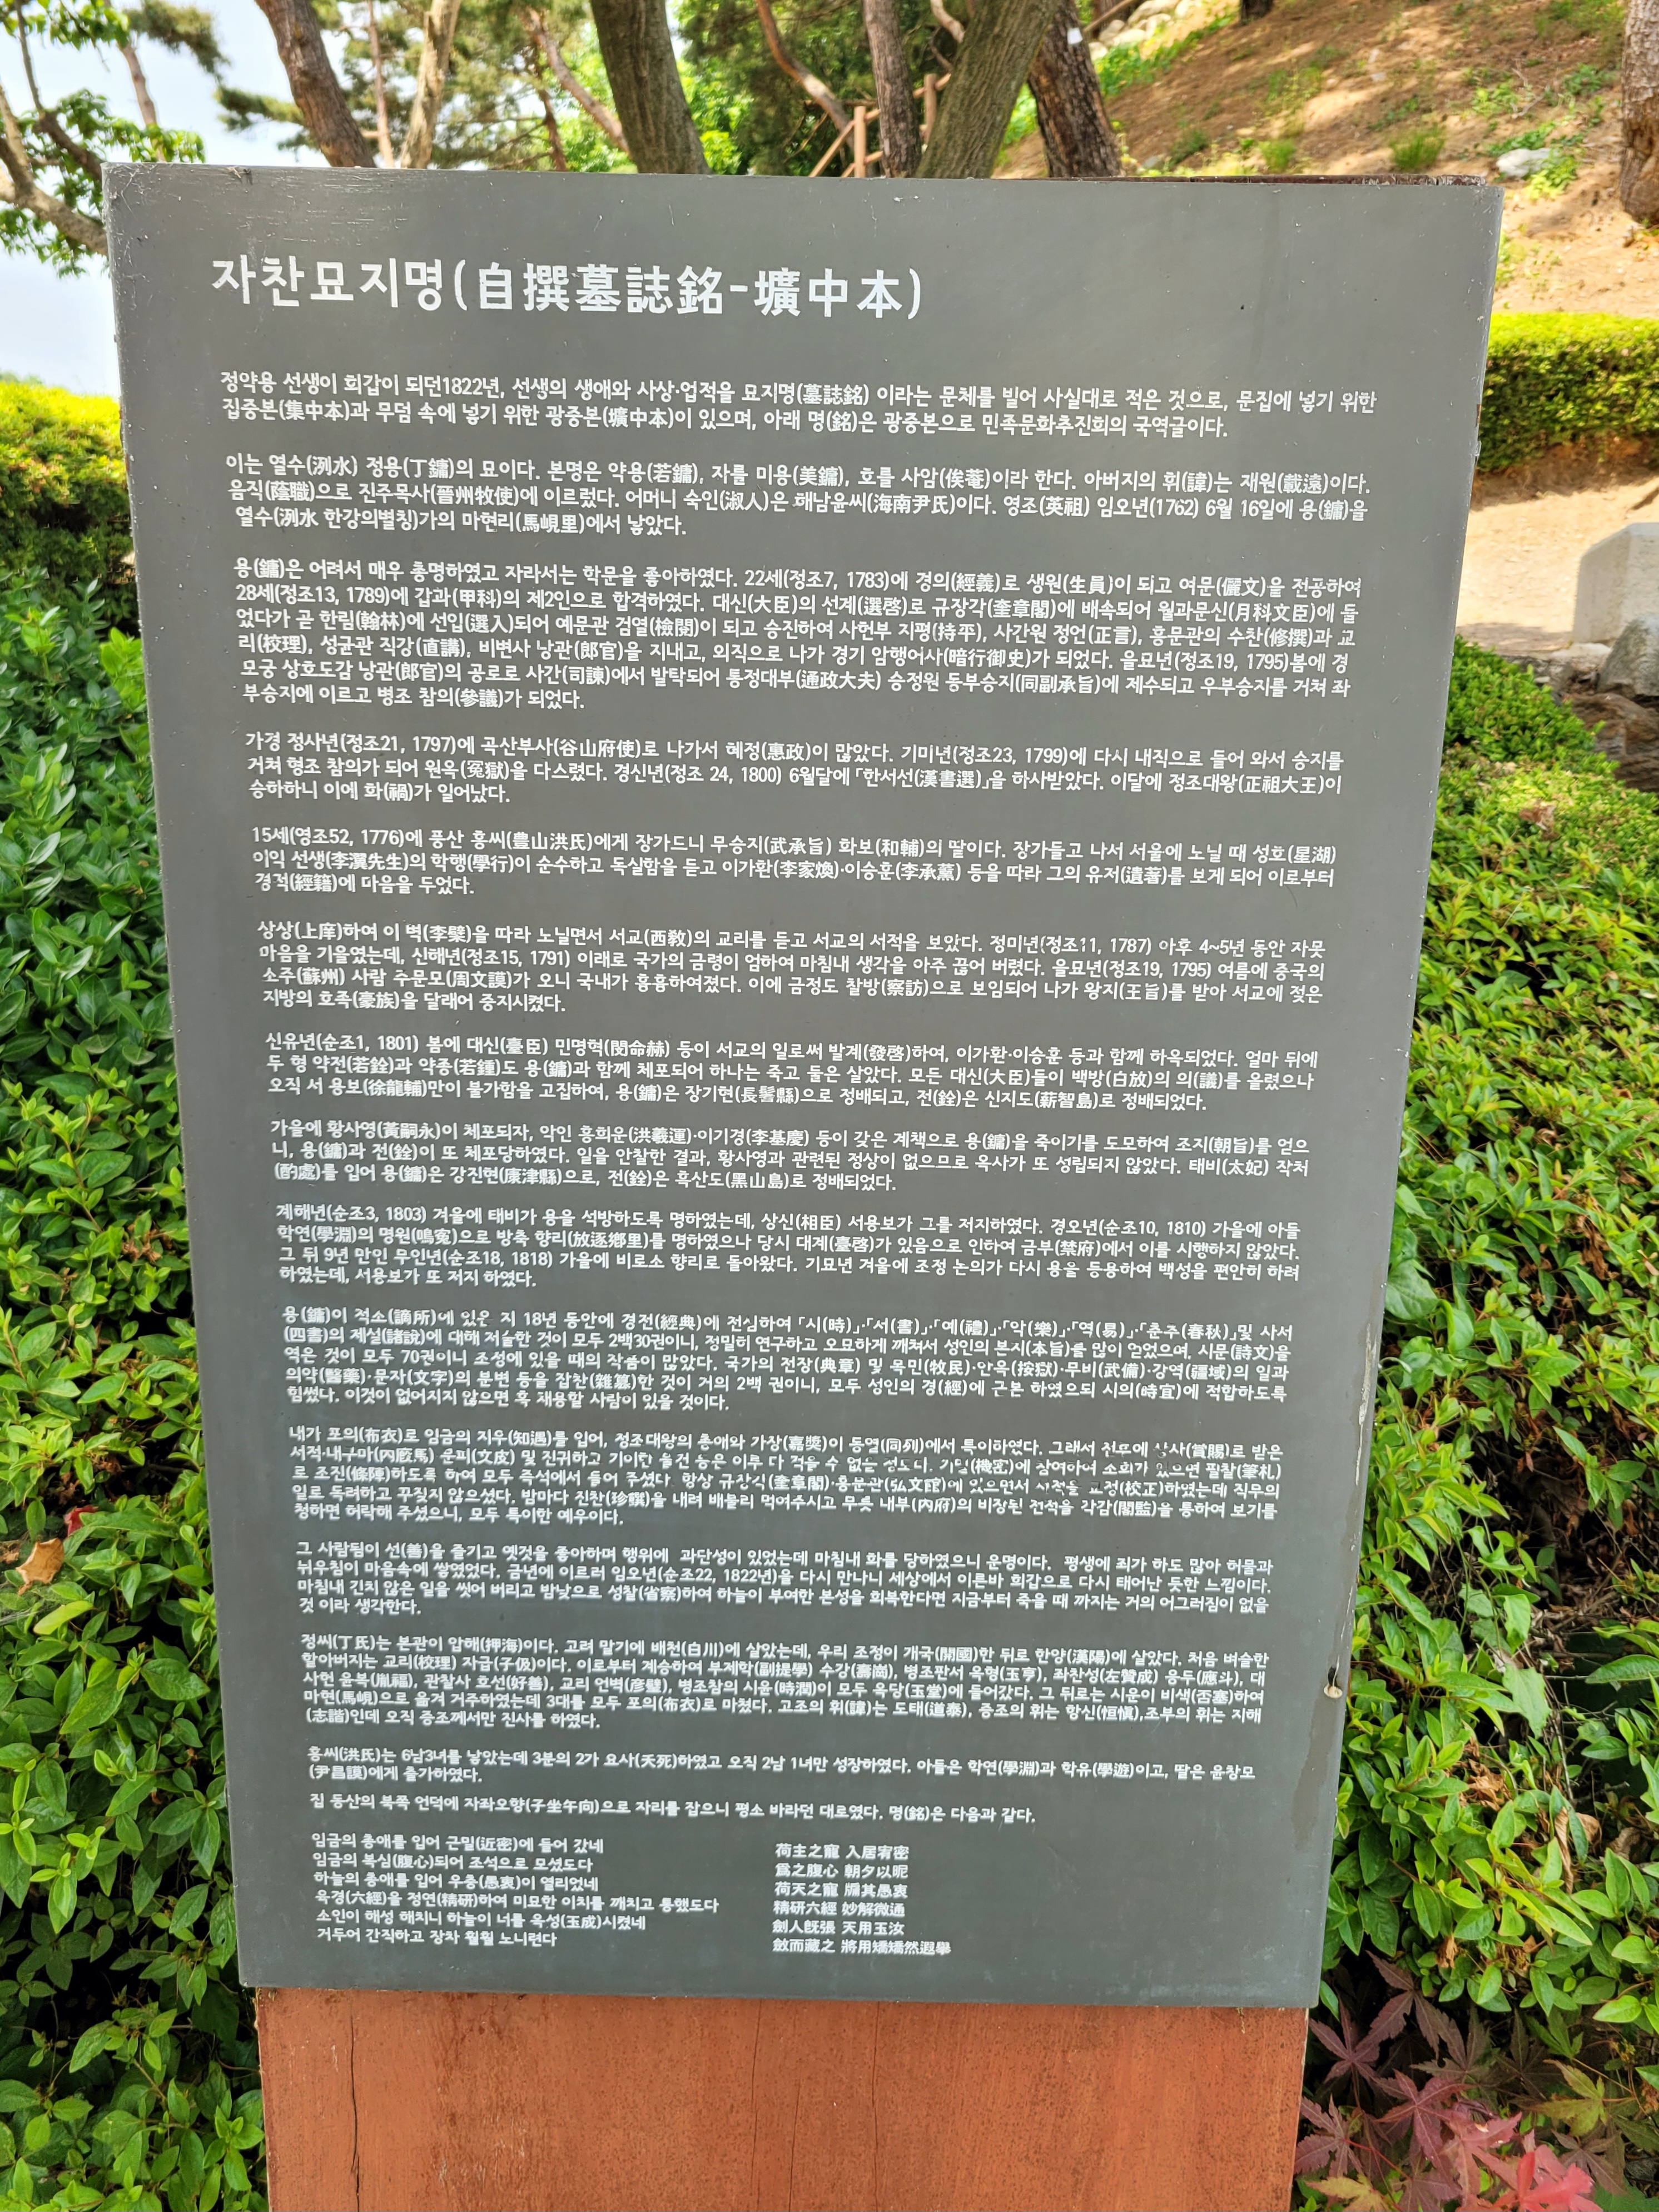 자찬묘지명(自撰墓誌銘-壙中本)
정약용 선생이 회갑이 되던1822년, 선생의 생애와 사상·업적을 묘지명(墓誌銘) 이라는 문체를 빌어 사실대로 적은 것으로, 문집에 넣기 위한
집중본(集中本)과 무덤 속에 넣기 위한 광중본(壙中本)이 있으며, 아래 명(銘)은 광중본으로 민족문화추진회의 국역글이다.
이는 열수(洌水) 정용(丁鏞)의 묘이다. 본명은 약용(若鏞), 자를 미용(美鏞), 호를 사암(俟菴)이라 한다. 아버지의 휘(諱)는 재원(載遠)이다.
음직(蔭職)으로 진주목사(晉州牧使)에 이르렀다. 어머니 숙인(淑人)은 해남윤씨(海南尹氏)이다. 영조(英祖) 임오년(1762) 6월 16일에 용(鏞)을
열수(洌水 한강의별칭)가의 마현리(馬峴里)에서 낳았다.
용(鏞)은 어려서 매우 총명하였고 자라서는 학문을 좋아하였다. 22세(정조7, 1783)에 경의(經義)로 생원(生員)이 되고 여문(儷文)을 전공하여
28세(정조13, 1789)에 갑과(甲科)의 제2인으로 합격하였다. 대신(大臣)의 선계(選啓)로 규장각(奎章閣)에 배속되어 월과문신(月科文臣)에 들
었다가 곧 한림(翰林)에 선입(選入)되어 예문관 검열(檢閱)이 되고 승진하여 사헌부 지평(持平), 사간원 정언(正言), 홍문관의 수찬(修撰)과 교
리(校理), 성균관 직강(直講), 비변사 낭관(郎官)을 지내고, 외직으로 나가 경기 암행어사(暗行御史)가 되었다. 을묘년(정조19, 1795)봄에 경
모궁 상호도감 낭관(郎官)의 공로로 사간(司諫)에서 발탁되어 통정대부(通政大夫) 승정원 동부승지(同副承旨)에 제수되고 우부승지를 거쳐 좌
부승지에 이르고 병조 참의(參議)가 되었다.
가경 정사년(정조21, 1797)에 곡산부사(谷山府使)로 나가서 혜정(惠政)이 많았다. 기미년(정조23, 1799)에 다시 내직으로 들어 와서 승지를
거쳐 형조 참의가 되어 원옥(冤獄)을 다스렸다. 경신년(정조 24, 1800) 6월달에 「한서선(漢書選)」을 하사받았다. 이달에 정조대왕(正祖大王)이
승하하니 이에 화(禍)가 일어났다.
15세(영조52, 1776)에 풍산 홍씨(豊山洪氏)에게 장가드니 무승지(武承旨) 화보(和輔)의 딸이다. 장가들고 나서 서울에 노닐 때 성호(星湖)
이익 선생(李瀷先生)의 학행(學行)이 순수하고 독실함을 듣고 이가환(李家煥)·이승훈(李承薰) 등을 따라 그의 유저(遺著)를 보게 되어 이로부터
경적(經籍)에 마음을 두었다.
상상(上庠)하여 이 벽(李檗)을 따라 노닐면서 서교(西敎)의 교리를 듣고 서교의 서적을 보았다. 정미년(정조11, 1787) 이후 4~5년 동안 자못
마음을 기울였는데, 신해년(정조15, 1791) 이래로 국가의 금령이 엄하여 마침내 생각을 아주 끊어 버렸다. 을묘년(정조19, 1795) 여름에 중국의
소주(蘇州) 사람 주문모(周文謨)가 오니 국내가 흉흉하여졌다. 이에 금정도 찰방(察訪)으로 보임되어 나가 왕지(王旨)를 받아 서교에 젖은
지방의 호족(豪族)을 달래어 중지시켰다.
신유년(순조1, 1801) 봄에 대신(臺臣) 민명혁(閔命赫) 등이 서교의 일로써 발계(發啓)하여, 이가환·이승훈 등과 함께 하옥되었다. 얼마 뒤에
두 형 약전(若銓)과 약종(若鍾)도 용(鏞)과 함께 체포되어 하나는 죽고 둘은 살았다. 모든 대신(大臣)들이 백방(白放)의 의(議)를 올렸으나
오직 서 용보(徐龍輔)만이 불가함을 고집하여, 용(鏞)은 장기현(長鬐縣)으로 정배되고, 전(銓)은 신지도(薪智島)로 정배되었다.
가을에 황사영(黃嗣永)이 체포되자, 악인 홍희운(洪羲運)·이기경(李基慶) 등이 갖은 계책으로 용(鏞)을 죽이기를 도모하여 조지(朝旨)를 얻으
니, 용(鏞)과 전(銓)이 또 체포당하였다. 일을 안찰한 결과, 황사영과 관련된 정상이 없으므로 옥사가 또 성립되지 않았다. 태비(太妃) 작처
(酌處)를 입어 용(鏞)은 강진현(康津縣)으로, 전(銓)은 흑산도(黑山島)로 정배되었다.
계해년(순조3, 1803) 겨울에 태비가 용을 석방하도록 명하였는데, 상신(相臣) 서용보가 그를 저지하였다. 경오년(순조10, 1810) 가을에 아들
학연(學淵)의 명원(鳴寃)으로 방축 향리(放逐鄕里)를 명하였으나 당시 대계(臺啓)가 있음으로 인하여 금부(禁府)에서 이를 시행하지 않았다.
그 뒤 9년 만인 무인년(순조18, 1818) 가을에 비로소 향리로 돌아왔다. 기묘년 겨울에 조정 논의가 다시 용을 등용하여 백성을 편안히 하려
하였는데, 서용보가 또 저지 하였다.
용(鏞)이 적소(謫所)에 있은 지 18년 동안에 경전(經典)에 전심하여 「시(時)」·「서(書)」·「예(禮)」·「악(樂)」·「역(易)」·「춘추(春秋)」및 사서
(四書)의 제설(諸說)에 대해 저술한 것이 모두 2백30권이니, 정밀히 연구하고 오묘하게 깨쳐서 성인의 본지(本旨)를 많이 얻었으며, 시문(詩文)을
엮은 것이 모두 70권이니 조정에 있을 때의 작품이 많았다. 국가의 전장(典章) 및 목민(牧民)·안옥(按獄)·무비(武備)·강역(疆域)의 일과
의약(醫藥)·문자(文字)의 분변 등을 잡찬(雜簒)한 것이 거의 2백 권이니, 모두 성인의 경(經)에 근본 하였으되 시의(時宜)에 적합하도록
힘썼다. 이것이 없어지지 않으면 혹 채용할 사람이 있을 것이다.
내가 포의(布衣)로 임금의 지우(知遇)를 입어, 정조대왕의 총애와 가장(嘉獎)이 동열(同列)에서 특이하였다. 그래서 전후에 상사(賞賜)로 받은
서적·내구마(內廐馬) 문피(文皮) 및 진귀하고 기이한 물건 등은 이루 다 적을 수 없을 정도다. 기밀(機密)에 참여하여 소회가 있으면 필찰(筆札)
로 조진(條陳)하도록 하여 모두 즉석에서 들어 주셨다. 항상 규장각(奎章閣)·홍문관(弘文館)에 있으면서 서적을 교정(校正)하였는데 직무의
일로 독려하고 꾸짖지 않으셨다. 밤마다 진찬(珍饌)을 내려 배불리 먹여주시고 무릇 내부(內府)의 비장된 전적을 각감(閣監)을 통하여 보기를
청하면 허락해 주셨으니, 모두 특이한 예우이다.
그 사람됨이 선(善)을 즐기고 옛것을 좋아하며 행위에 과단성이 있었는데 마침내 화를 당하였으니 운명이다. 평생에 죄가 하도 많아 허물과
뉘우침이 마음속에 쌓였었다. 금년에 이르러 임오년(순조22, 1822년)을 다시 만나니 세상에서 이른바 회갑으로 다시 태어난 듯한 느낌이다.
마침내 긴치 않은 일을 씻어 버리고 밤낮으로 성찰(省察)하여 하늘이 부여한 본성을 회복한다면 지금부터 죽을 때 까지는 거의 어그러짐이 없을
것 이라 생각한다.
정씨(丁氏)는 본관이 압해(押海)이다. 고려 말기에 배천(白川)에 살았는데, 우리 조정이 개국(開國)한 뒤로 한양(漢陽)에 살았다. 처음 벼슬한
할아버지는 교리(校理) 자급(子伋)이다. 이로부터 계승하여 부제학(副提學) 수강(壽崗), 병조판서 옥형(玉亨), 좌찬성(左贊成) 응두(應斗), 대
사헌 윤복(胤福), 관찰사 호선(好善), 교리 언벽(彦璧), 병조참의 시윤(時潤)이 모두 옥당(玉堂)에 들어갔다. 그 뒤로는 시운이 비색(否塞)하여
마현(馬峴)으로 옮겨 거주하였는데 3대를 모두 포의(布衣)로 마쳤다. 고조의 휘(諱)는 도태(道泰), 증조의 휘는 항신(恒愼),조부의 휘는 지해
(志諧)인데 오직 증조께서만 진사를 하였다.
홍씨(洪氏)는 6남3녀를 낳았는데 3분의 2가 요사(夭死)하였고 오직 2남 1녀만 성장하였다. 아들은 학연(學淵)과 학유(學遊)이고, 딸은 윤창모
(尹昌謨)에게 출가하였다.
집 동산의 북쪽 언덕에 자좌오향(子坐午向)으로 자리를 잡으니 평소 바라던 대로였다. 명(銘)은 다음과 같다.
임금의 총애를 입어 근밀(近密)에 들어 갔네
임금의 복심(腹心)되어 조석으로 모셨도다
하늘의 총애를 입어 우충(愚衷)이 열리었네
육경(六經)을 정연(精研)하여 미묘한 이치를 깨치고 통했도다
소인이 해성 해치니 하늘이 너를 옥성(玉成)시켰네
거두어 간직하고 장차 훨훨 노니련다
荷主之寵 入居宥密
爲之腹心 朝夕以昵
荷天之寵 牖其愚衷
精研六經 妙解微通
劍人旣張 天用玉汝
斂而藏之 將用矯矯然遐擧